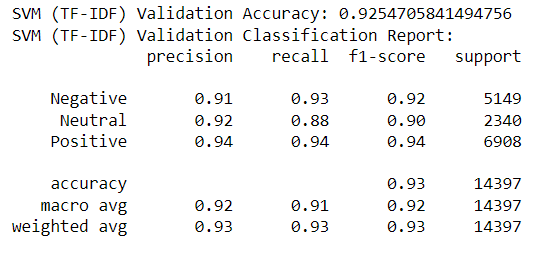 SVM (TF-IDF) Validation Accuracy: 0.9254705841494756
SVM (TF-IDF) Validation Classification Report:
precision recall f1-score support
Negative 0.91 0.93 0.92 5149
Neutral 0.92 0.88 0.90 2340
Positive 0.94 0.94 0.94 6908
accuracy 0.93 14397
macro avg 0.92 0.91 0.92 14397
weighted avg 0.93 0.93 0.93 14397